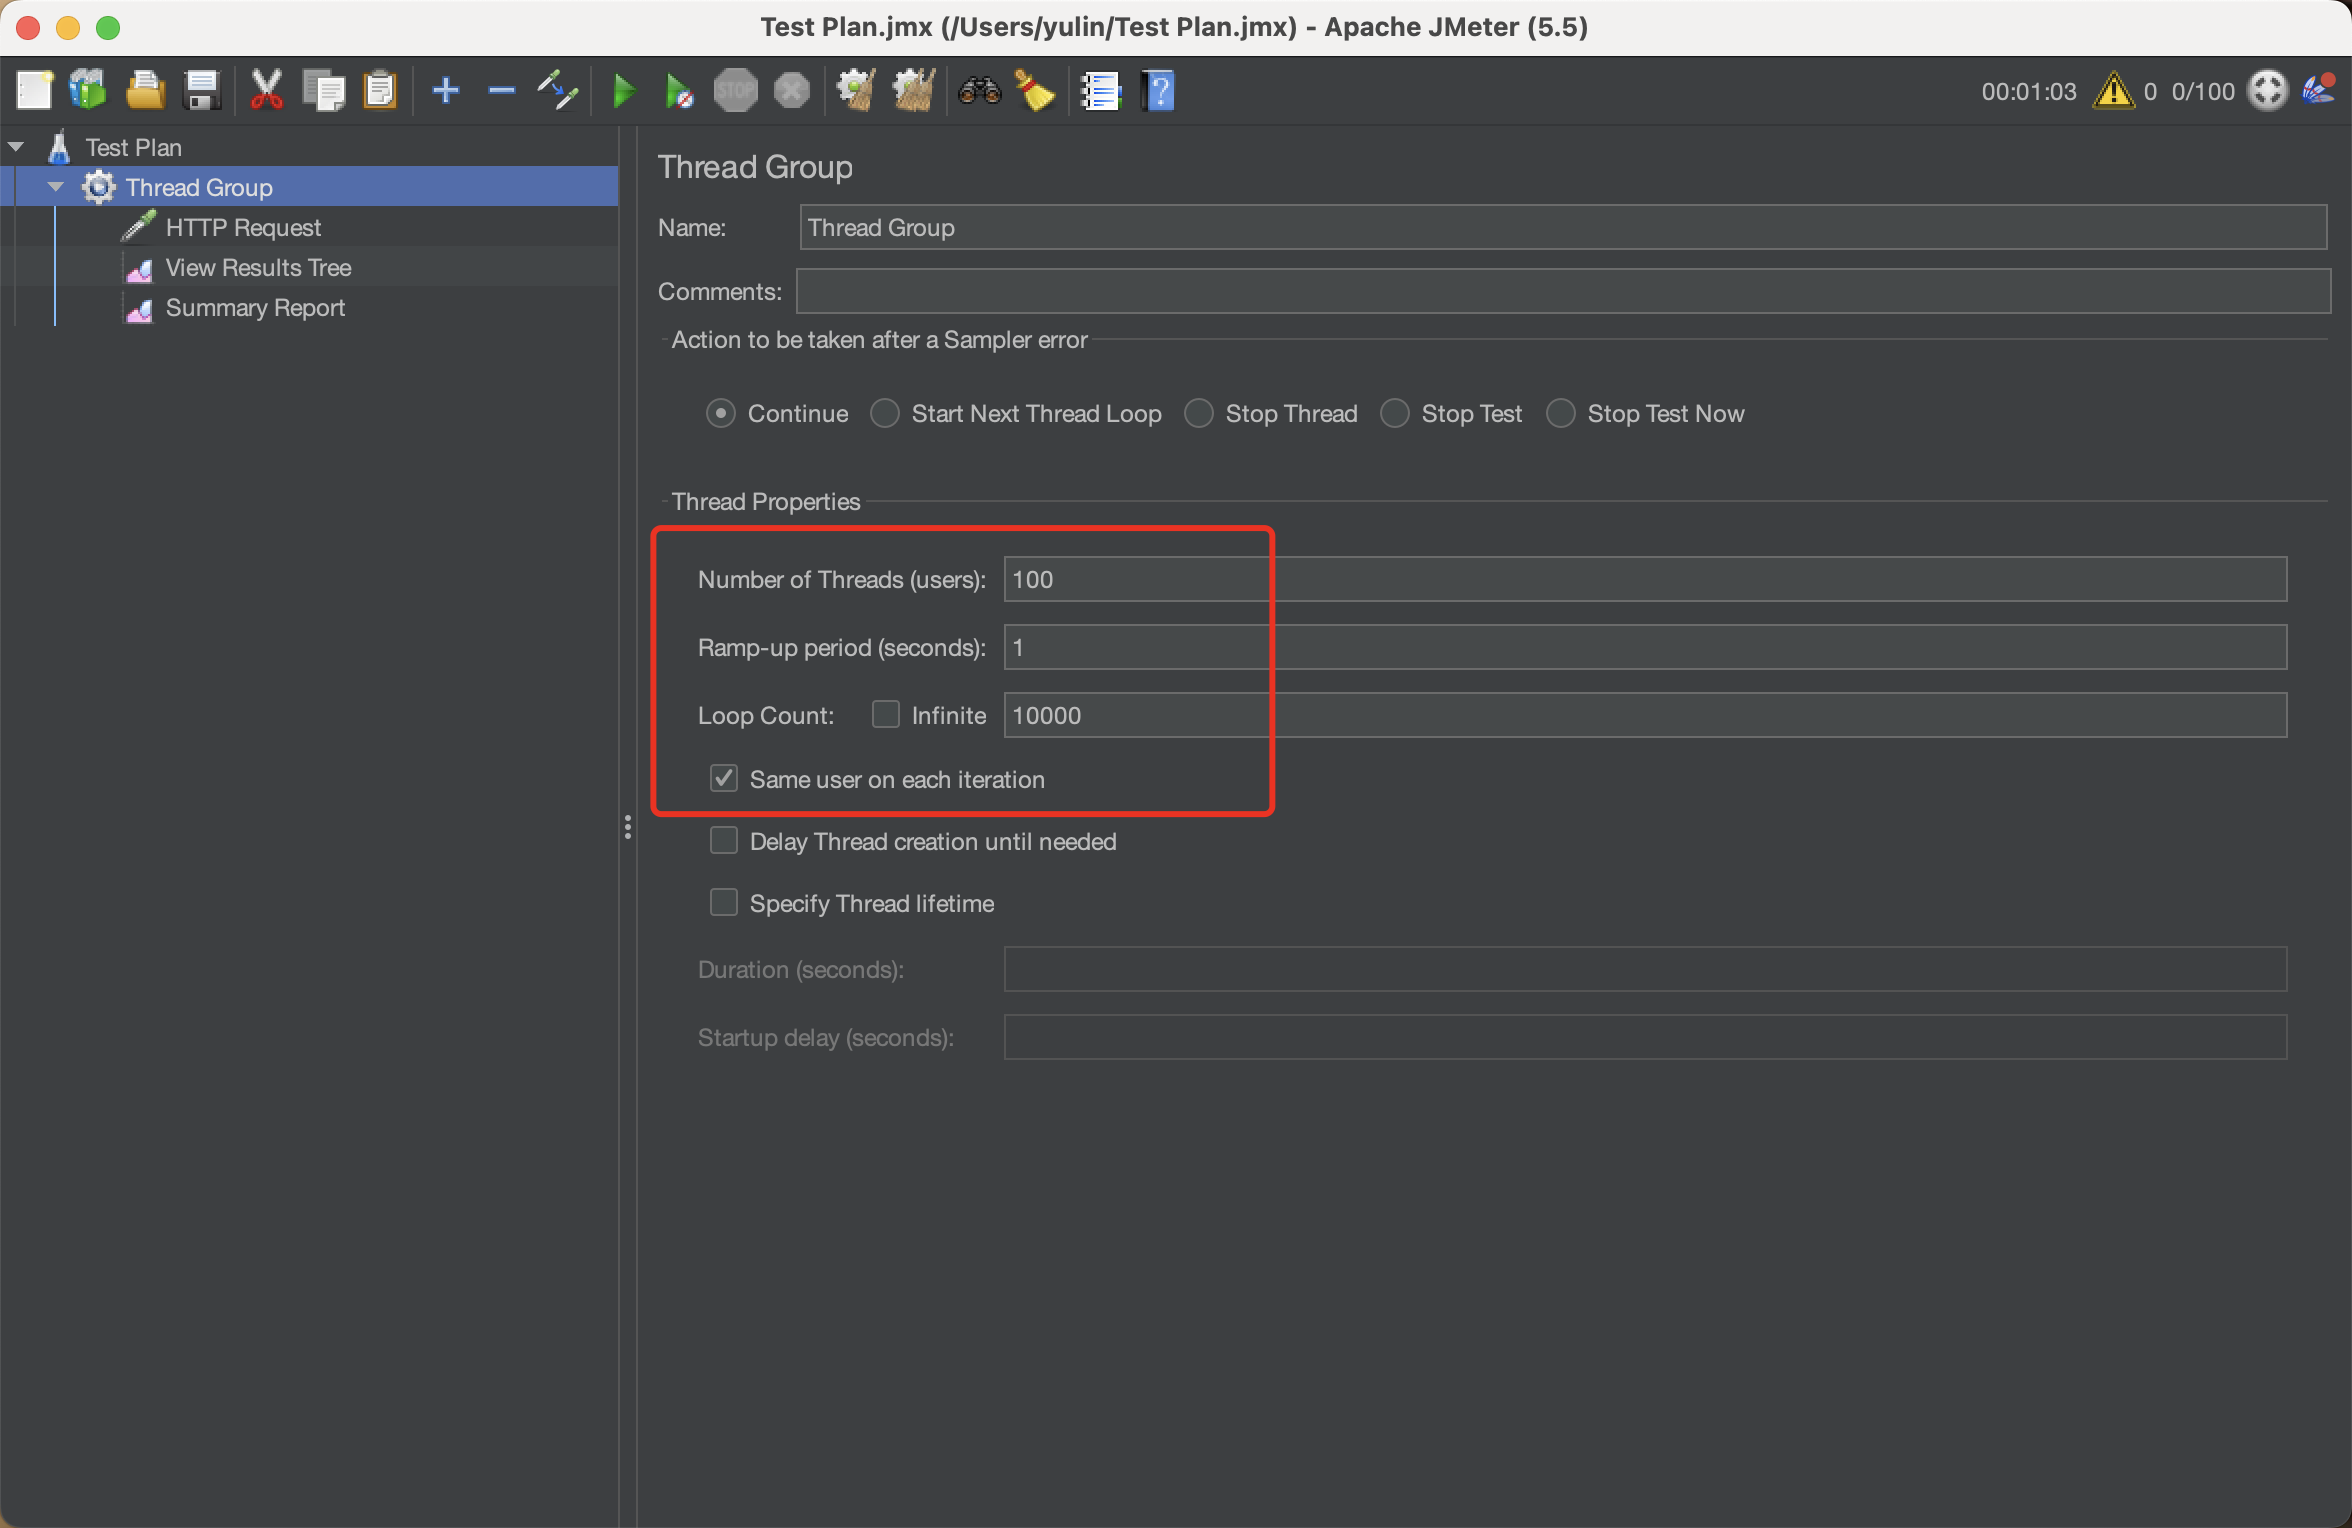 Test Plan.jmx (/Users/yulin/Test Plan.jmx) - Apache JMeter (5.5)
STOP
?
00:01:03 0 0/100
Test Plan
Thread Group
HTTP Request
View Results Tree
Summary Report
Thread Group
Name: Thread Group
Comments:
Action to be taken after a Sampler error
Continue Start Next Thread Loop Stop Thread Stop Test Stop Test Now
Thread Properties
Number of Threads (users): 100
Ramp-up period (seconds): 1
Loop Count: Infinite 10000
Same user on each iteration
Delay Thread creation until needed
Specify Thread lifetime
Duration (seconds):
Startup delay (seconds):